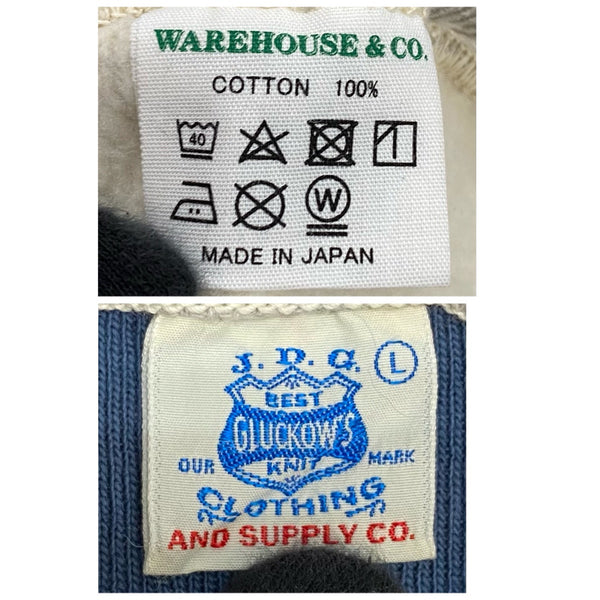 WAREHOUSE & CO.
COTTON 100%
40
W
MADE IN JAPAN
J.D.G. L
BEST
GLUCKOW'S
OUR KNIT MARK
CLOTHING
AND SUPPLY CO.